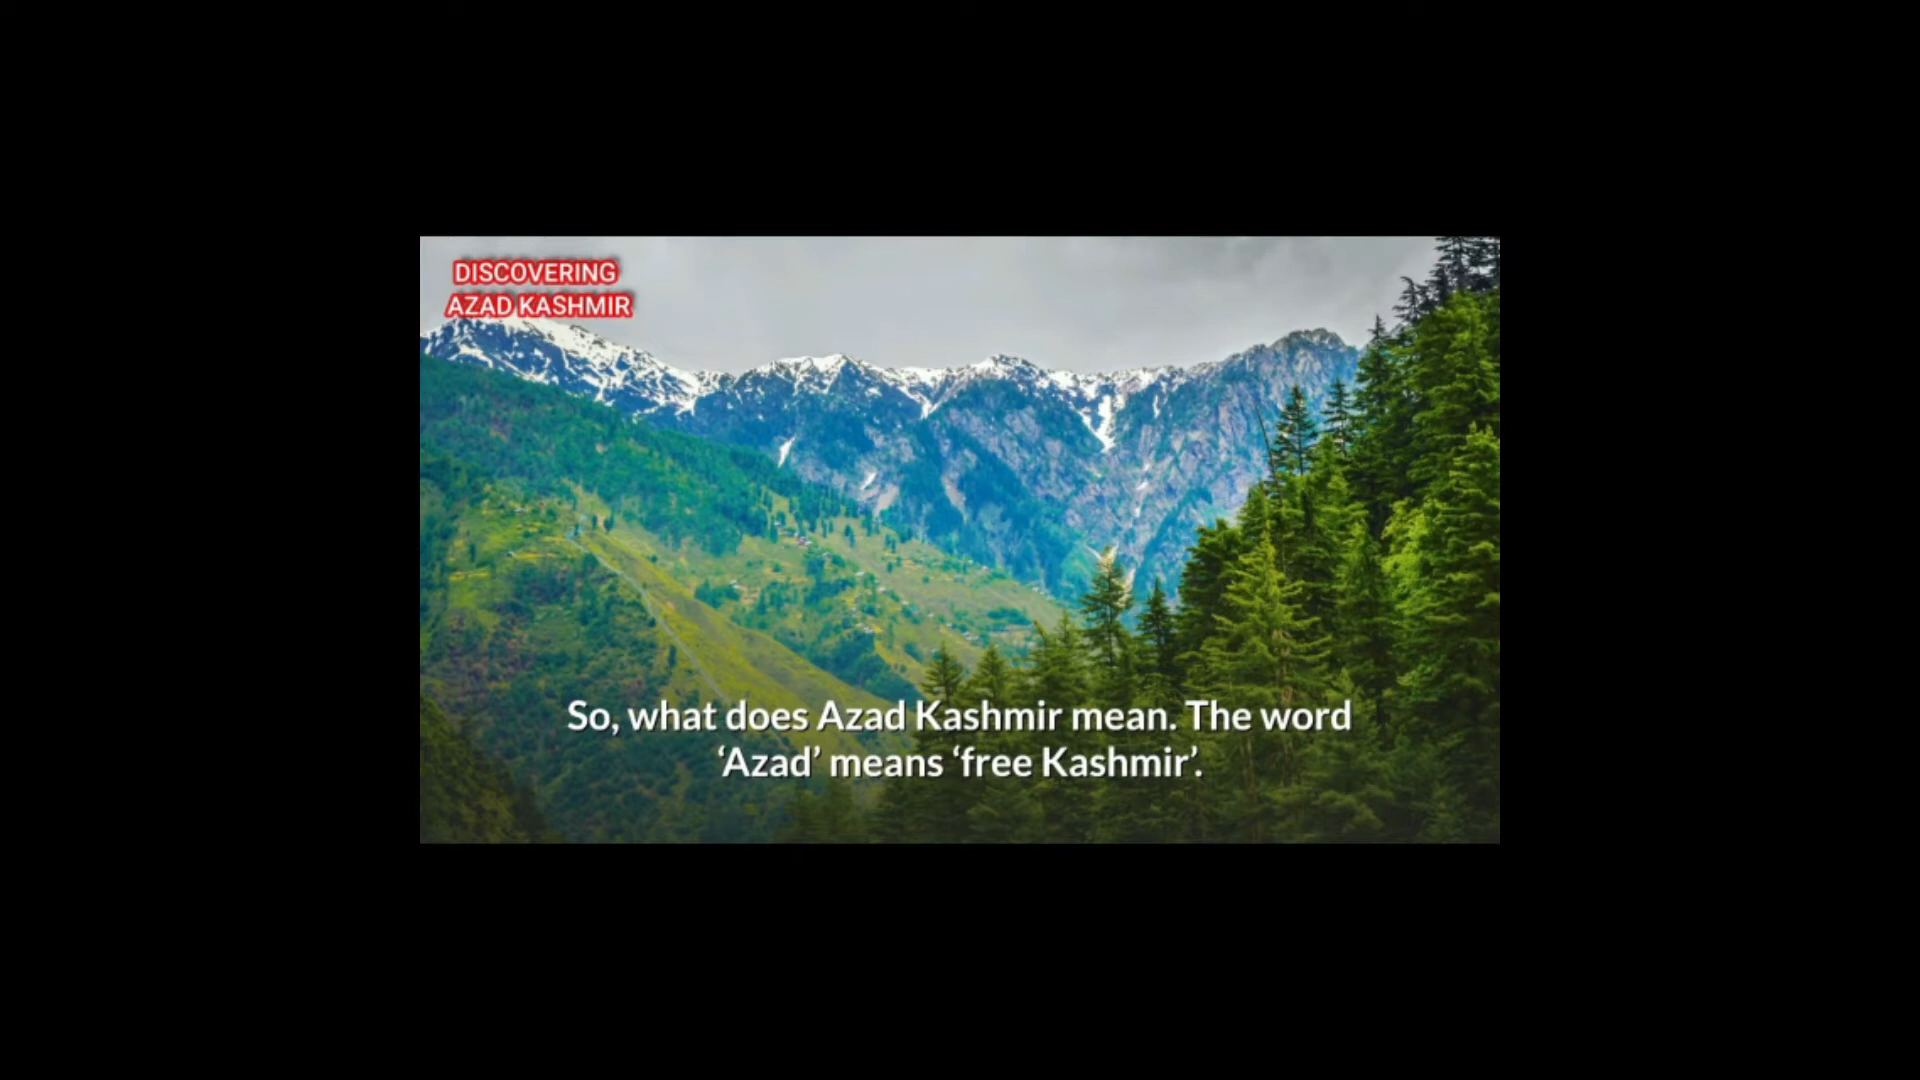 DISCOVERING
AZAD KASHMIR
So, what does Azad Kashmir mean. The word
‘Azad’ means ‘free Kashmir’.